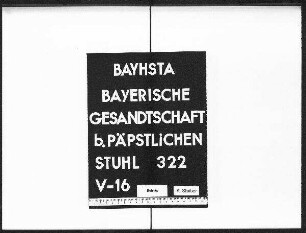 BAYHSTA
BAYERISCHE
GESANDTSCHAFT
b. PÄPSTLiCHEN
STUHL 322
V-16